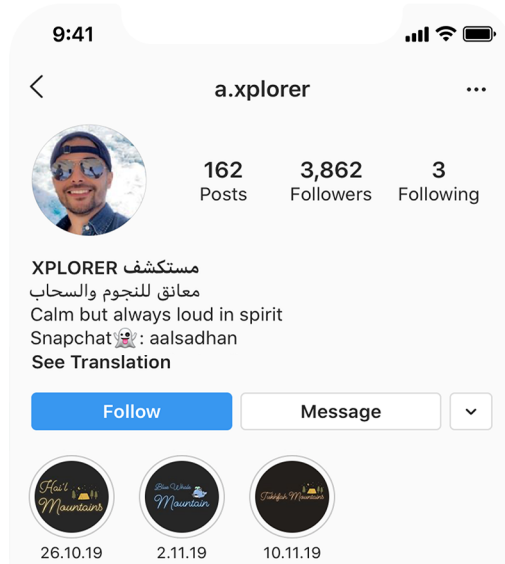 9:41
a.xplorer
162
Posts
3,862
Followers
3
Following
XPLORER مستكشف
معانق للنجوم والسحاب
Calm but always loud in spirit
Snapchat👻: aalsadhan
See Translation
Follow
Message
Hai'l
Mountains
Blue Whale
Mountain
Mountains
26.10.19
2.11.19
10.11.19